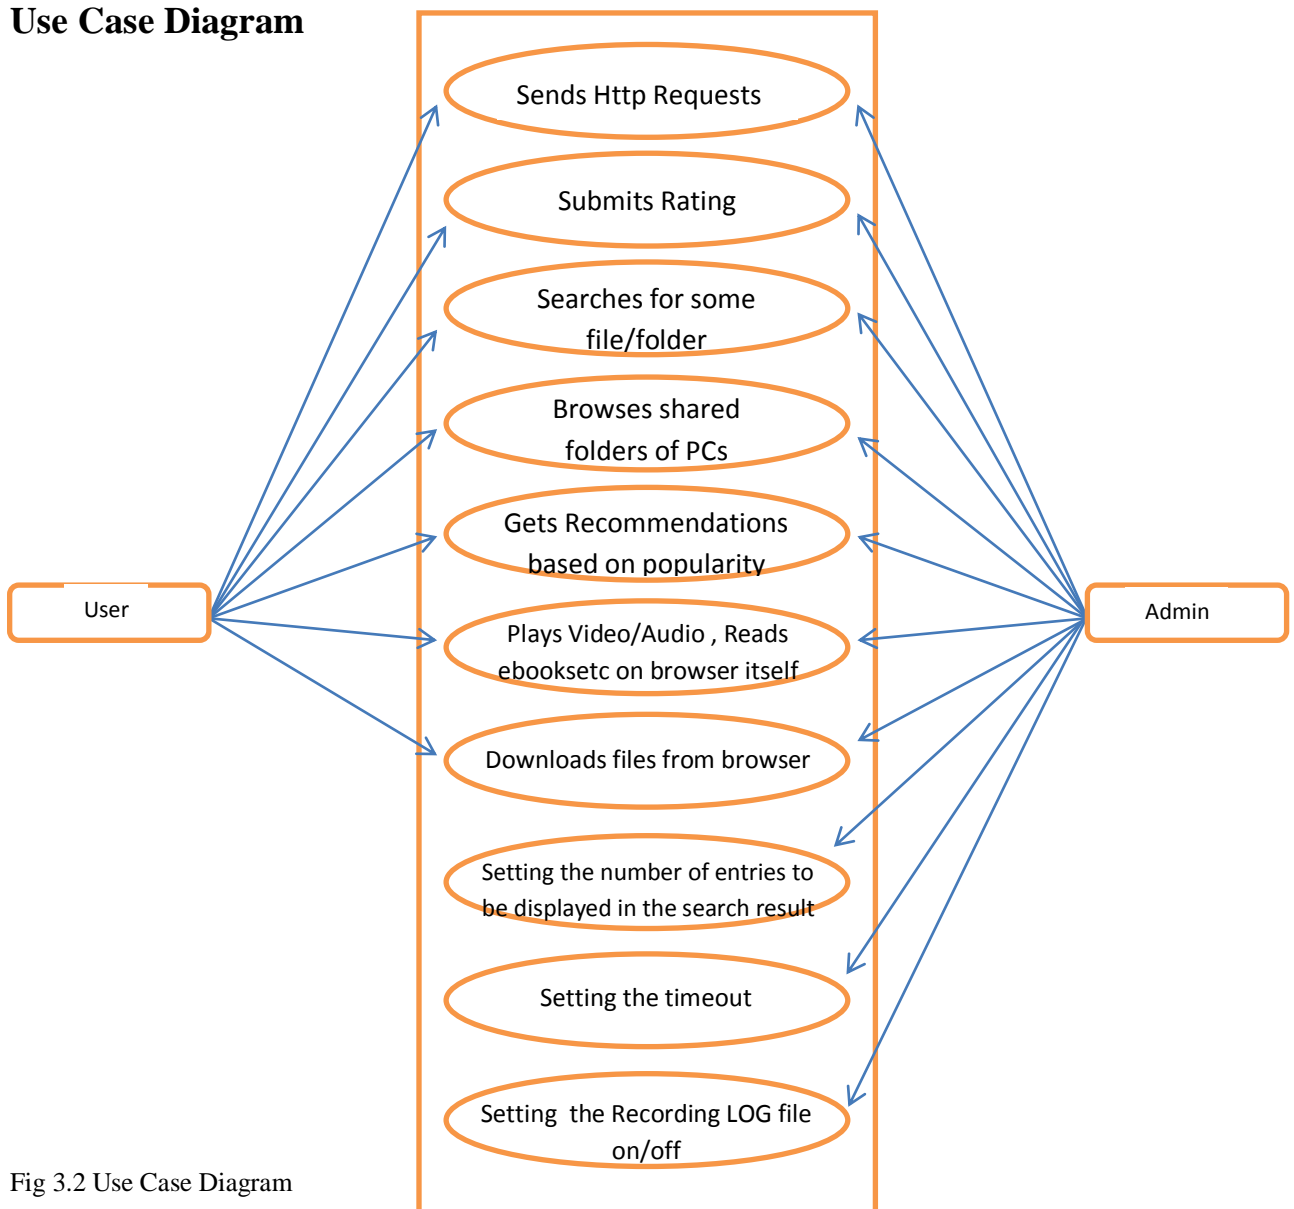 Use Case Diagram
Sends Http Requests
Submits Rating
Searches for some
file/folder
Browses shared
folders of PCs
Gets Recommendations
based on popularity
User
Admin
Plays Video/Audio , Reads
ebooksetc on browser itself
Downloads files from browser
Setting the number of entries to
be displayed in the search result
Setting the timeout
Setting  the Recording LOG file
on/off
Fig 3.2 Use Case Diagram